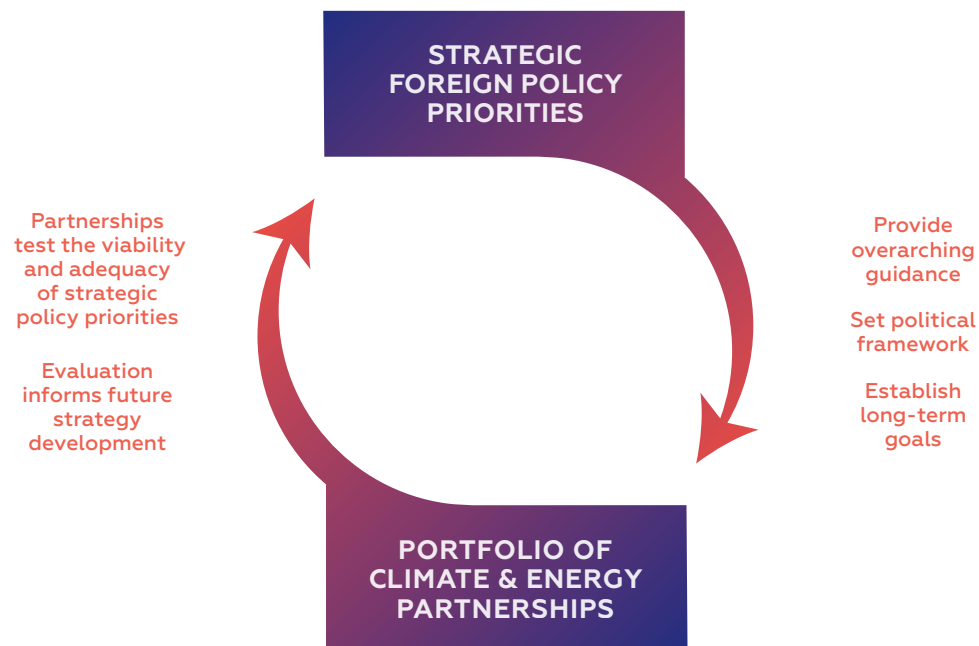 STRATEGIC
FOREIGN POLICY
PRIORITIES
Partnerships
test the viability
and adequacy
of strategic
policy priorities
Evaluation
informs future
strategy
development
Provide
overarching
guidance
Set political
framework
Establish
long-term
goals
PORTFOLIO OF
CLIMATE & ENERGY
PARTNERSHIPS